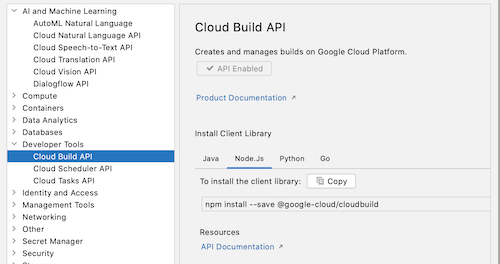 AI and Machine Learning
AutoML Natural Language
Cloud Natural Language API
Cloud Speech-to-Text API
Cloud Translation API
Cloud Vision API
Dialogflow API
Compute
Containers
Data Analytics
Databases
Developer Tools
Cloud Build API
Cloud Scheduler API
Cloud Tasks API
Identity and Access
Management Tools
Networking
Other
Secret Manager
Security
Cloud Build API
Creates and manages builds on Google Cloud Platform.
API Enabled
Product Documentation ↗
Install Client Library
Java Node.Js Python Go
To install the client library: Copy
npm install --save @google-cloud/cloudbuild
Resources
API Documentation ↗